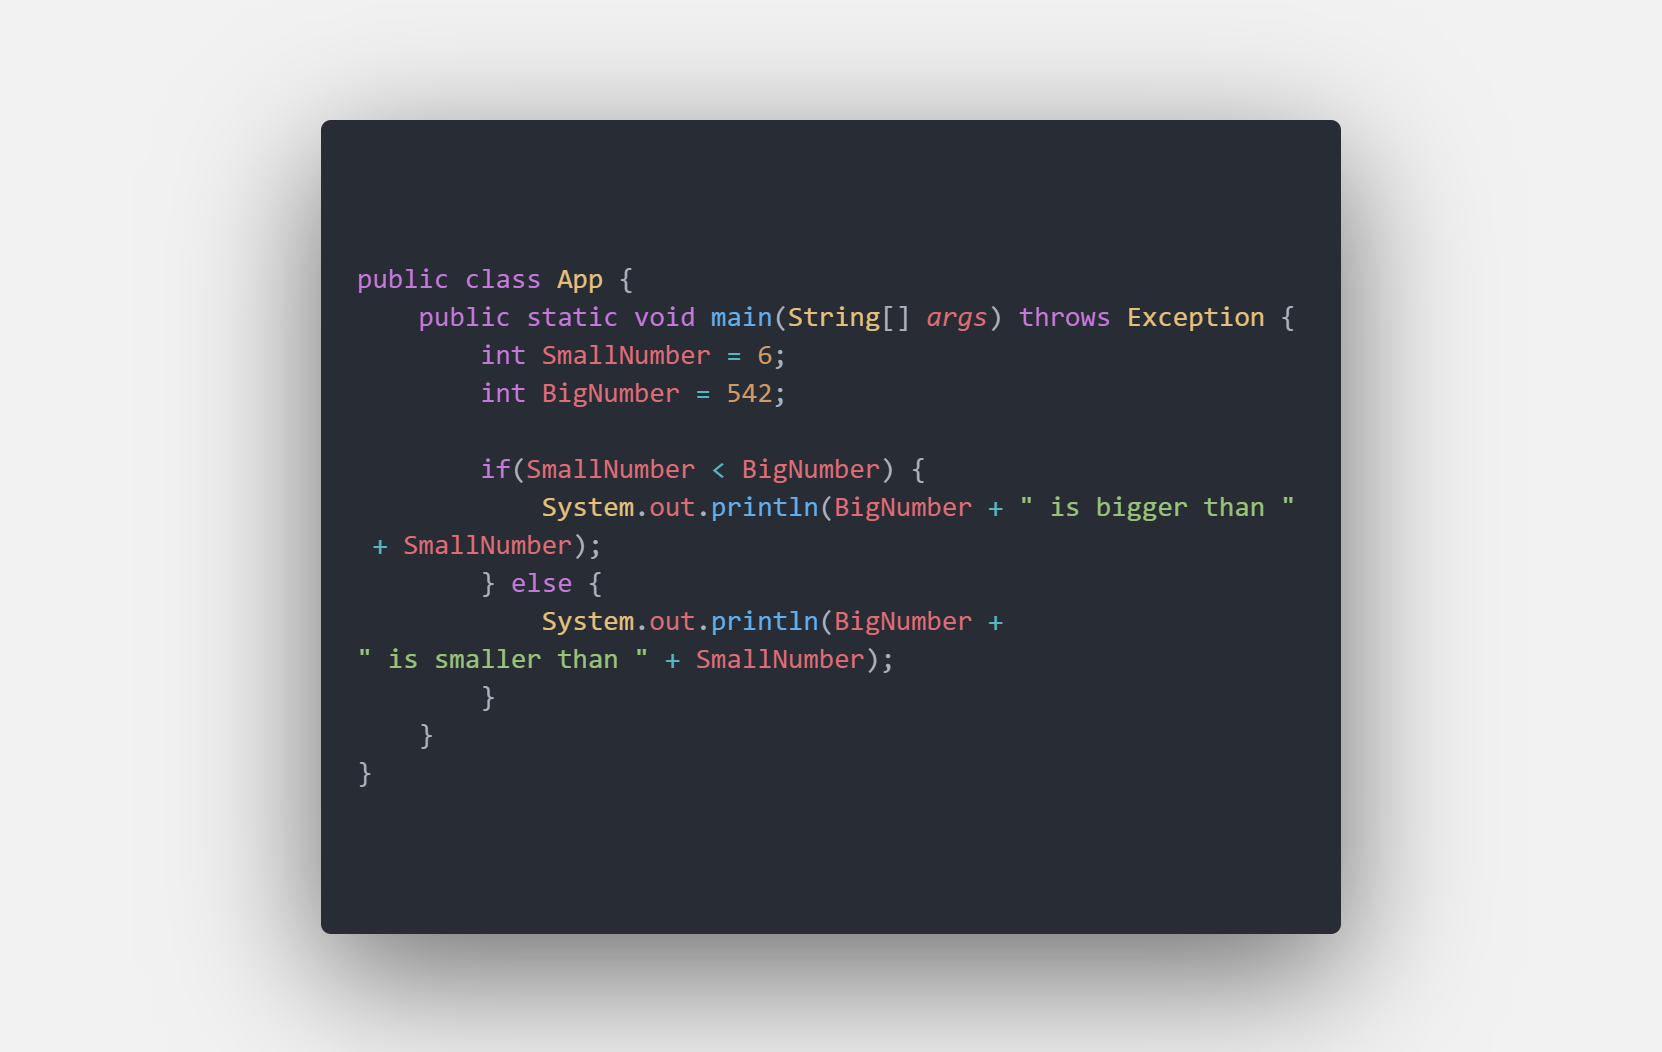 public class App {
    public static void main(String[] args) throws Exception {
        int SmallNumber = 6;
        int BigNumber = 542;

        if(SmallNumber < BigNumber) {
            System.out.println(BigNumber + " is bigger than "
 + SmallNumber);
        } else {
            System.out.println(BigNumber +
" is smaller than " + SmallNumber);
        }
    }
}